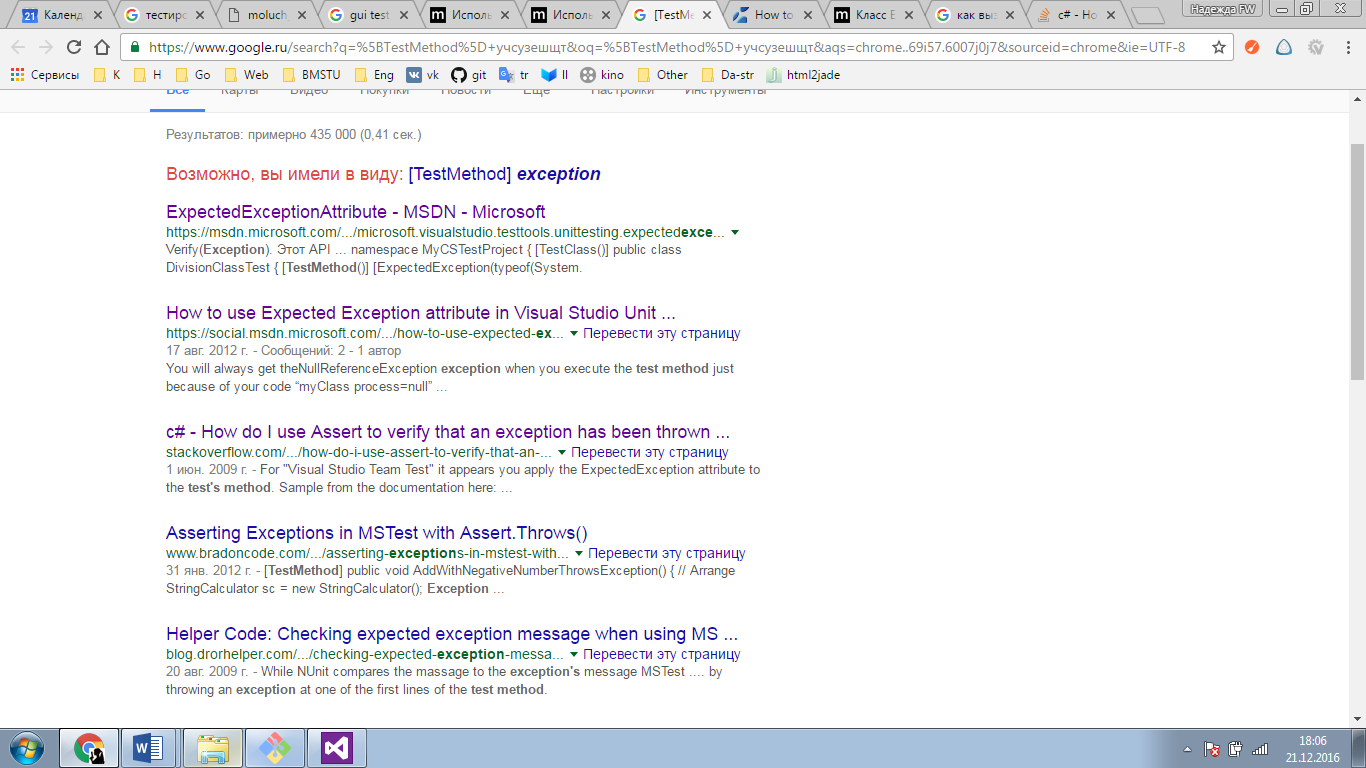 Календ
тестирс
moluch
gui test
Исполь
Исполь
[TestMe
How to
Класс E
как выз
c# - Ho
Надежда FW
https://www.google.ru/search?q=%5BTestMethod%5D+учсузешщт&oq=%5BTestMethod%5D+учсузешщт&aqs=chrome..69i57.6007j0j7&sourceid=chrome&ie=UTF-8
Сервисы
K
H
Go
Web
BMSTU
Eng
vk
git
tr
II
kino
Other
Da-str
html2jade
Все Карты Видео Покупки Новости Ещё Настройки Инструменты
Результатов: примерно 435 000 (0,41 сек.)
Возможно, вы имели в виду: [TestMethod] exception
ExpectedExceptionAttribute - MSDN - Microsoft
https://msdn.microsoft.com/.../microsoft.visualstudio.testtools.unittesting.expectedexce...
Verify(Exception). Этот API ... namespace MyCSTestProject { [TestClass()] public class
DivisionClassTest { [TestMethod()] [ExpectedException(typeof(System.
How to use Expected Exception attribute in Visual Studio Unit ...
https://social.msdn.microsoft.com/.../how-to-use-expected-ex... Перевести эту страницу
17 авг. 2012 г. - Сообщений: 2 - 1 автор
You will always get theNullReferenceException exception when you execute the test method just
because of your code “myClass process=null” ...
c# - How do I use Assert to verify that an exception has been thrown ...
stackoverflow.com/.../how-do-i-use-assert-to-verify-that-an-... Перевести эту страницу
1 июн. 2009 г. - For "Visual Studio Team Test" it appears you apply the ExpectedException attribute to
the test's method. Sample from the documentation here: ...
Asserting Exceptions in MSTest with Assert.Throws()
www.bradoncode.com/.../asserting-exceptions-in-mstest-with... Перевести эту страницу
31 янв. 2012 г. - [TestMethod] public void AddWithNegativeNumberThrowsException() { // Arrange
StringCalculator sc = new StringCalculator(); Exception ...
Helper Code: Checking expected exception message when using MS ...
blog.drorhelper.com/.../checking-expected-exception-messa... Перевести эту страницу
20 авг. 2009 г. - While NUnit compares the massage to the exception's message MSTest .... by
throwing an exception at one of the first lines of the test method.
18:06
21.12.2016